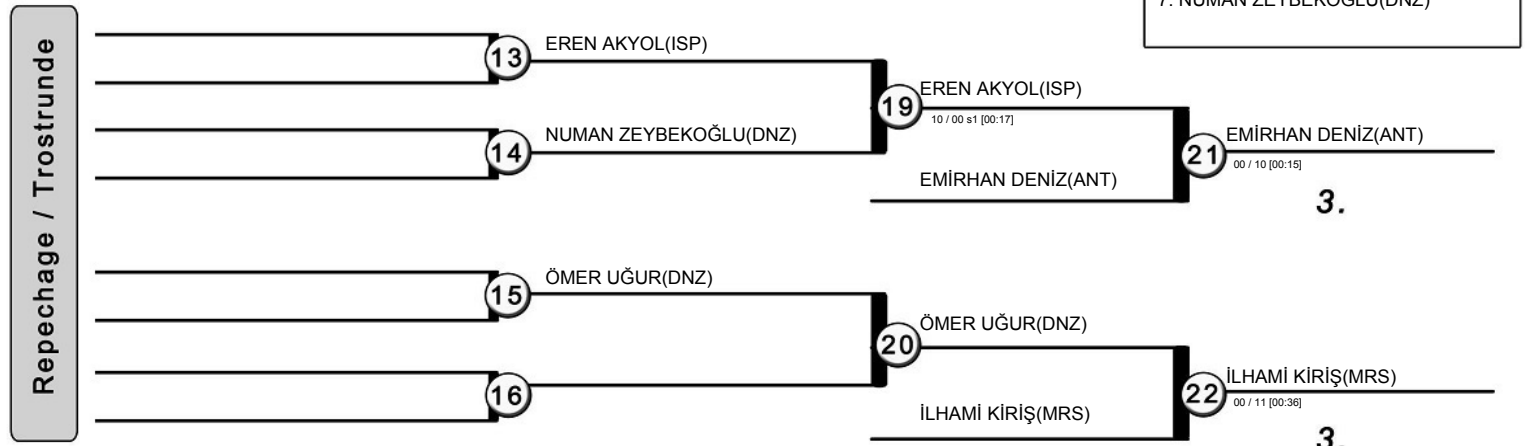 7. NUMAN ZEYBEKOĞLU(DNZ)
Repechage / Trostrunde
13
EREN AKYOL(ISP)
19
EREN AKYOL(ISP)
10 / 00 s1 [00:17]
14
NUMAN ZEYBEKOĞLU(DNZ)
21
EMİRHAN DENİZ(ANT)
00 / 10 [00:15]
EMİRHAN DENİZ(ANT)
3.
15
ÖMER UĞUR(DNZ)
20
ÖMER UĞUR(DNZ)
16
22
İLHAMİ KİRİŞ(MRS)
00 / 11 [00:36]
İLHAMİ KİRİŞ(MRS)
3.